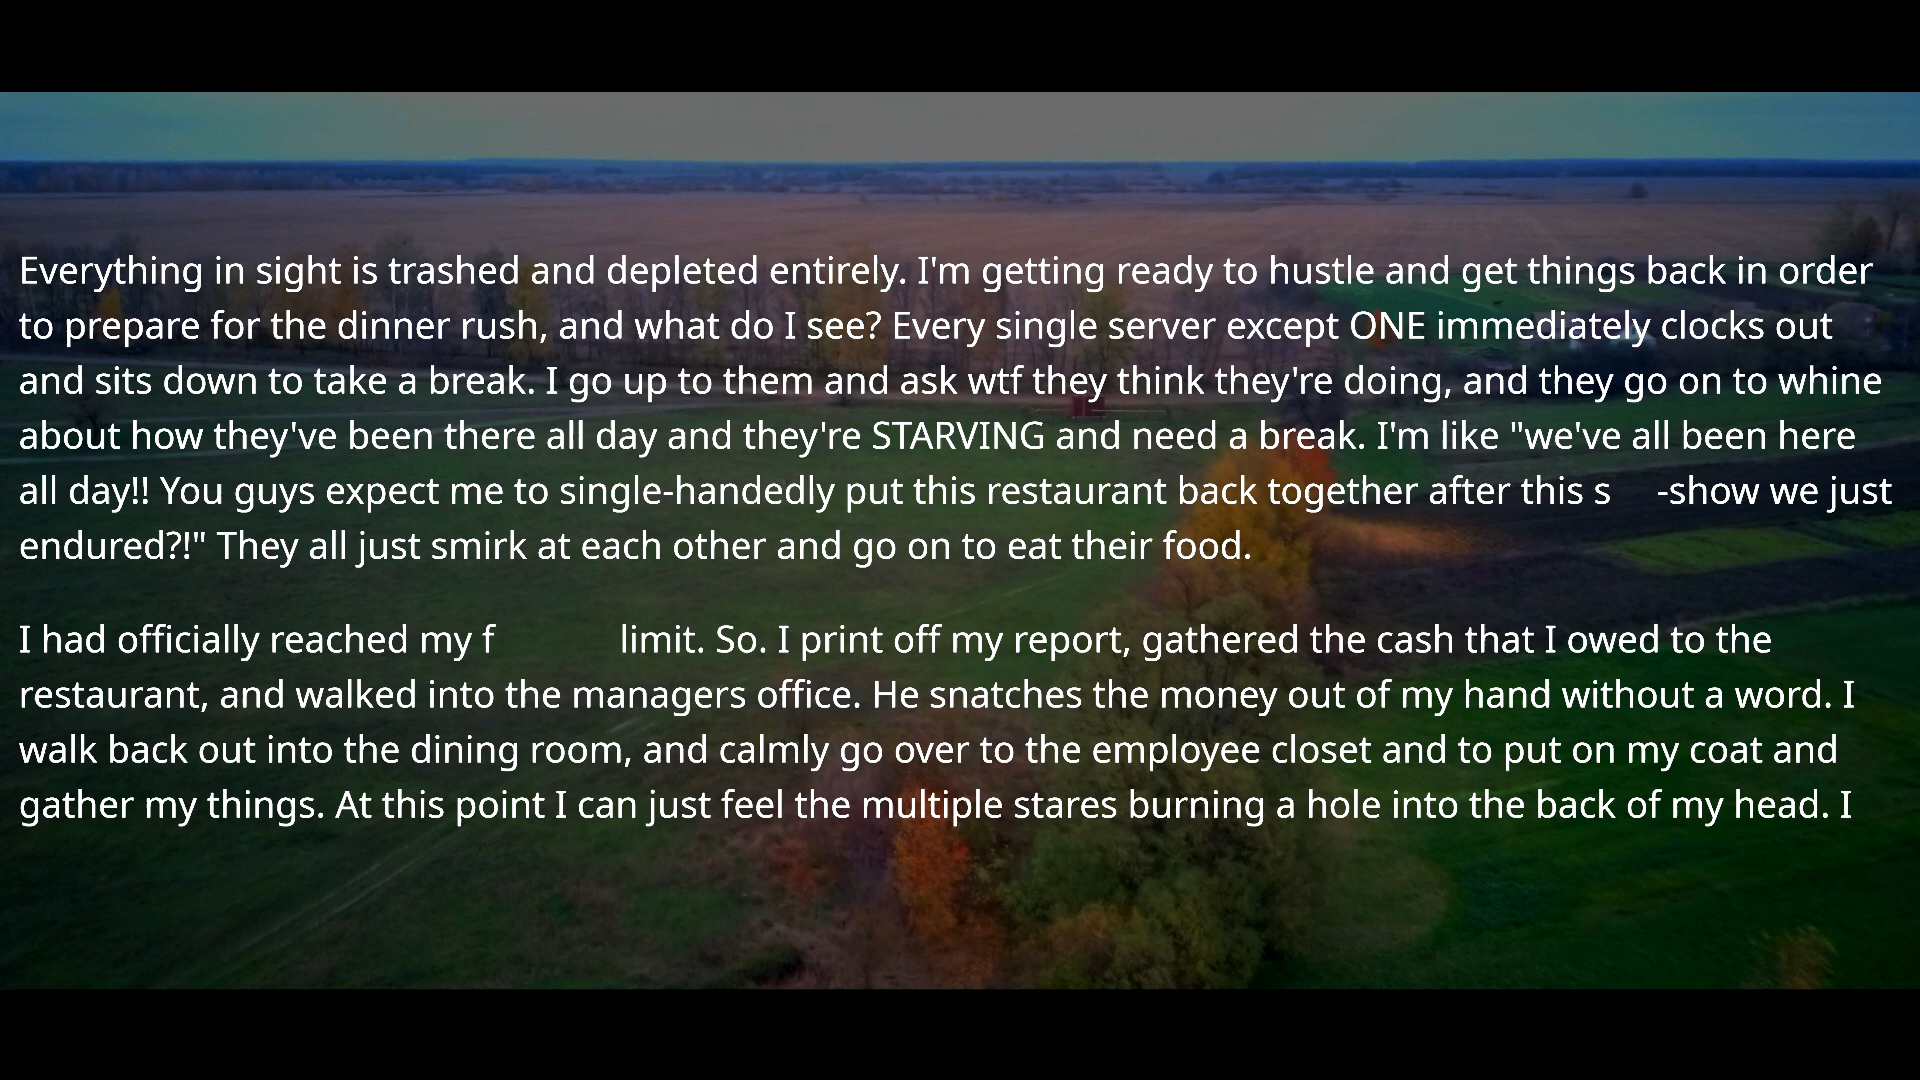 Everything in sight is trashed and depleted entirely. I'm getting ready to hustle and get things back in order
to prepare for the dinner rush, and what do I see? Every single server except ONE immediately clocks out
and sits down to take a break. I go up to them and ask wtf they think they're doing, and they go on to whine
about how they've been there all day and they're STARVING and need a break. I'm like "we've all been here
all day!! You guys expect me to single-handedly put this restaurant back together after this s -show we just
endured?!" They all just smirk at each other and go on to eat their food.
I had officially reached my f limit. So. I print off my report, gathered the cash that I owed to the
restaurant, and walked into the managers office. He snatches the money out of my hand without a word. I
walk back out into the dining room, and calmly go over to the employee closet and to put on my coat and
gather my things. At this point I can just feel the multiple stares burning a hole into the back of my head. I